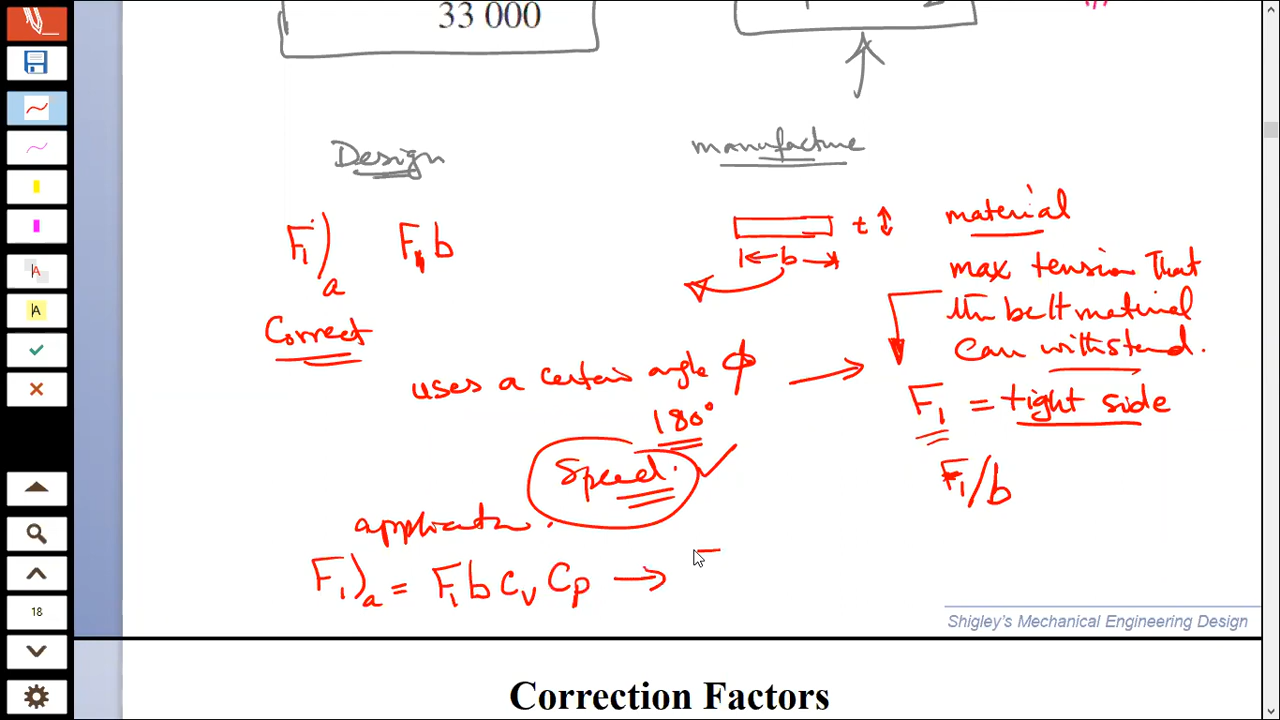 33 000
Design
manufacture
F₁)a F₁b
t
b
material
max tension that
the belt material
can withstand.
Correct
uses a certain angle ϕ
180°
F₁ = tight side
F₁/b
Speed.
application.
F₁)a = F₁ b Cv Cp →
Shigley's Mechanical Engineering Design
18
Correction Factors